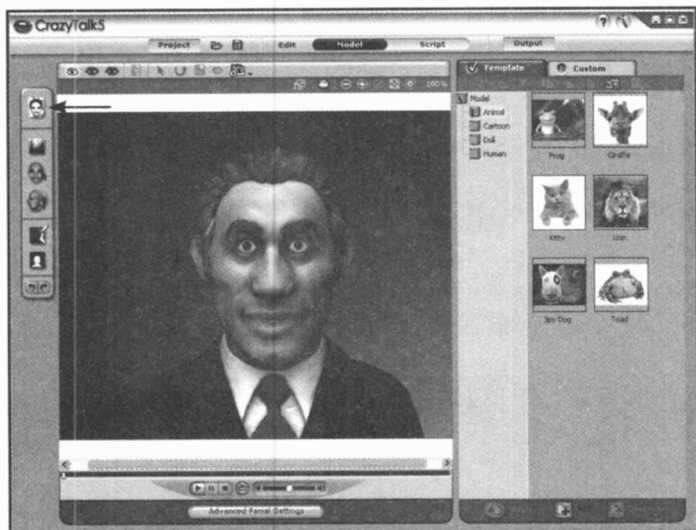 CrazyTalk5
Project Edit Model Script Output
Template Custom
160%
Model
Animal
Cartoon
Doll
Human
Frog Giraffe
Kitty Lion
Spy Dog Toad
Advanced Facial Settings